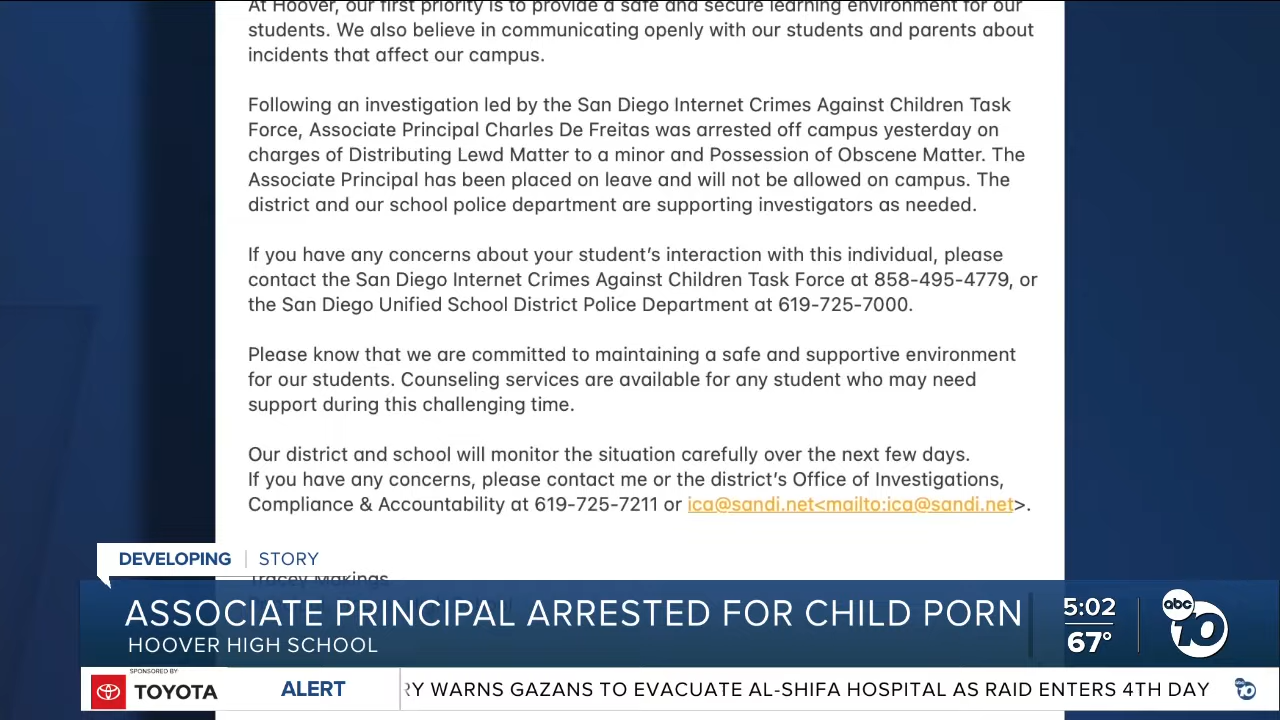 At Hoover, our first priority is to provide a safe and secure learning environment for our
students. We also believe in communicating openly with our students and parents about
incidents that affect our campus.
Following an investigation led by the San Diego Internet Crimes Against Children Task
Force, Associate Principal Charles De Freitas was arrested off campus yesterday on
charges of Distributing Lewd Matter to a minor and Possession of Obscene Matter. The
Associate Principal has been placed on leave and will not be allowed on campus. The
district and our school police department are supporting investigators as needed.
If you have any concerns about your student’s interaction with this individual, please
contact the San Diego Internet Crimes Against Children Task Force at 858-495-4779, or
the San Diego Unified School District Police Department at 619-725-7000.
Please know that we are committed to maintaining a safe and supportive environment
for our students. Counseling services are available for any student who may need
support during this challenging time.
Our district and school will monitor the situation carefully over the next few days.
If you have any concerns, please contact me or the district’s Office of Investigations,
Compliance & Accountability at 619-725-7211 or ica@sandi.net<mailto:ica@sandi.net>.
DEVELOPING STORY
Tracey Makings
ASSOCIATE PRINCIPAL ARRESTED FOR CHILD PORN
HOOVER HIGH SCHOOL
5:02
67°
abc
10
SPONSORED BY
TOYOTA
ALERT
RY WARNS GAZANS TO EVACUATE AL-SHIFA HOSPITAL AS RAID ENTERS 4TH DAY
abc
10